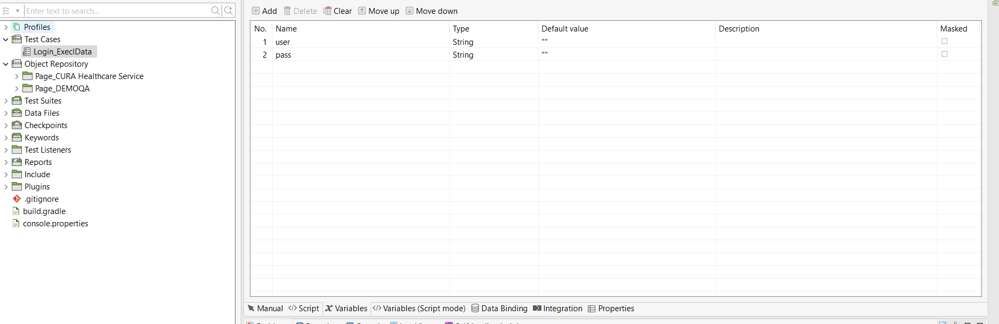 Enter text to search...
Profiles
Test Cases
Login_ExeclData
Object Repository
Page_CURA Healthcare Service
Page_DEMOQA
Test Suites
Data Files
Checkpoints
Keywords
Test Listeners
Reports
Include
Plugins
.gitignore
build.gradle
console.properties
Add Delete Clear Move up Move down
No. Name Type Default value Description Masked
1 user String ""
2 pass String ""
Manual </> Script Variables </> Variables (Script mode) Data Binding Integration Properties